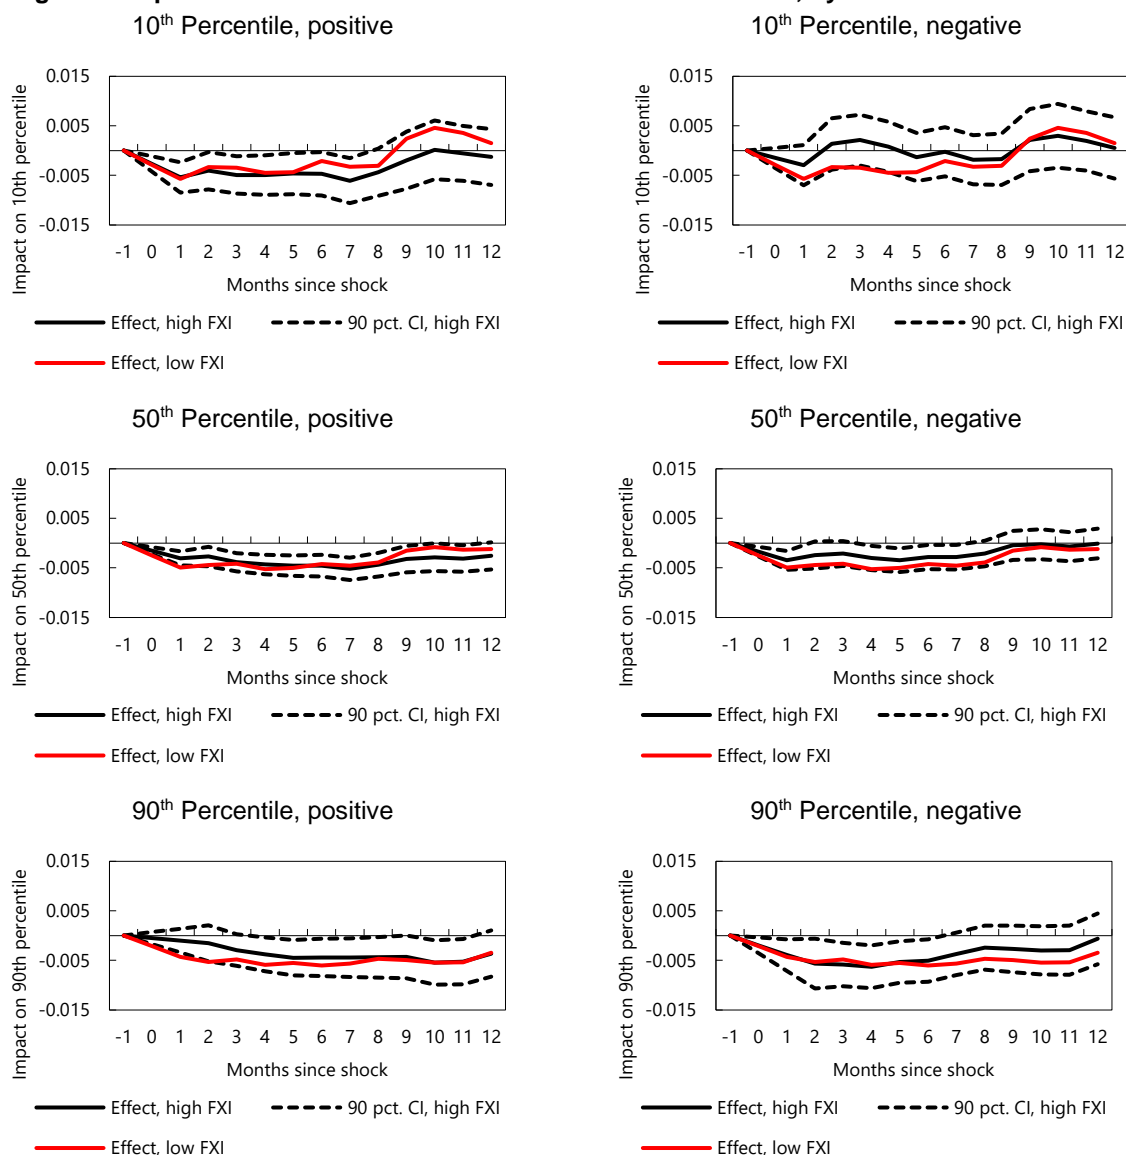 10th Percentile, positive
Impact on 10th percentile
0.015
0.005
-0.005
-0.015
-1 0 1 2 3 4 5 6 7 8 9 10 11 12
Months since shock
Effect, high FXI
90 pct. CI, high FXI
Effect, low FXI
10th Percentile, negative
Impact on 10th percentile
0.015
0.005
-0.005
-0.015
-1 0 1 2 3 4 5 6 7 8 9 10 11 12
Months since shock
Effect, high FXI
90 pct. CI, high FXI
Effect, low FXI
50th Percentile, positive
Impact on 50th percentile
0.015
0.005
-0.005
-0.015
-1 0 1 2 3 4 5 6 7 8 9 10 11 12
Months since shock
Effect, high FXI
90 pct. CI, high FXI
Effect, low FXI
50th Percentile, negative
Impact on 50th percentile
0.015
0.005
-0.005
-0.015
-1 0 1 2 3 4 5 6 7 8 9 10 11 12
Months since shock
Effect, high FXI
90 pct. CI, high FXI
Effect, low FXI
90th Percentile, positive
Impact on 90th percentile
0.015
0.005
-0.005
-0.015
-1 0 1 2 3 4 5 6 7 8 9 10 11 12
Months since shock
Effect, high FXI
90 pct. CI, high FXI
Effect, low FXI
90th Percentile, negative
Impact on 90th percentile
0.015
0.005
-0.005
-0.015
-1 0 1 2 3 4 5 6 7 8 9 10 11 12
Months since shock
Effect, high FXI
90 pct. CI, high FXI
Effect, low FXI